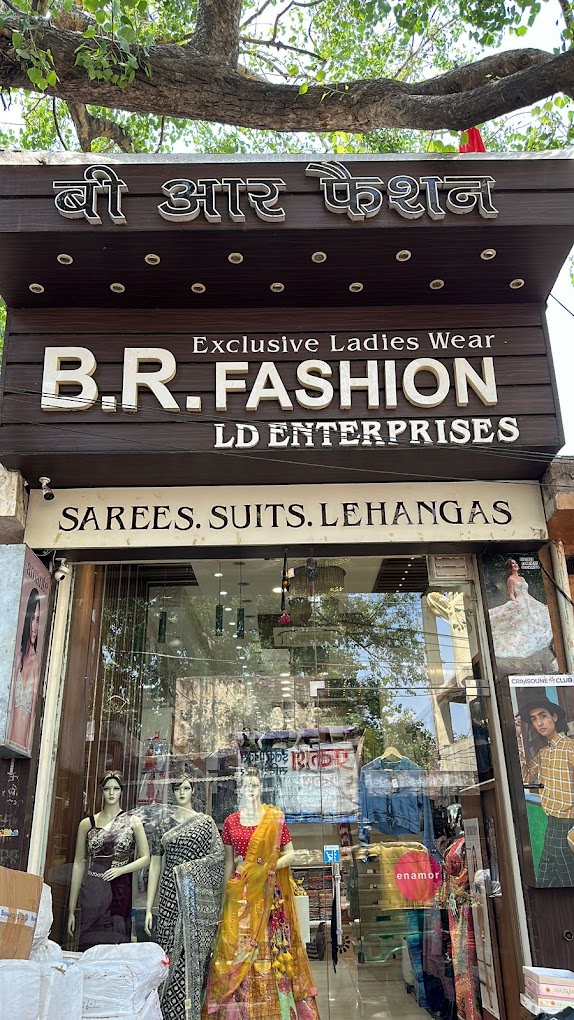 बी आर फैशन
Exclusive Ladies Wear
B.R. FASHION
LD ENTERPRISES
SAREES. SUITS. LEHANGAS
CRIMSOUNE CLUB
enamor